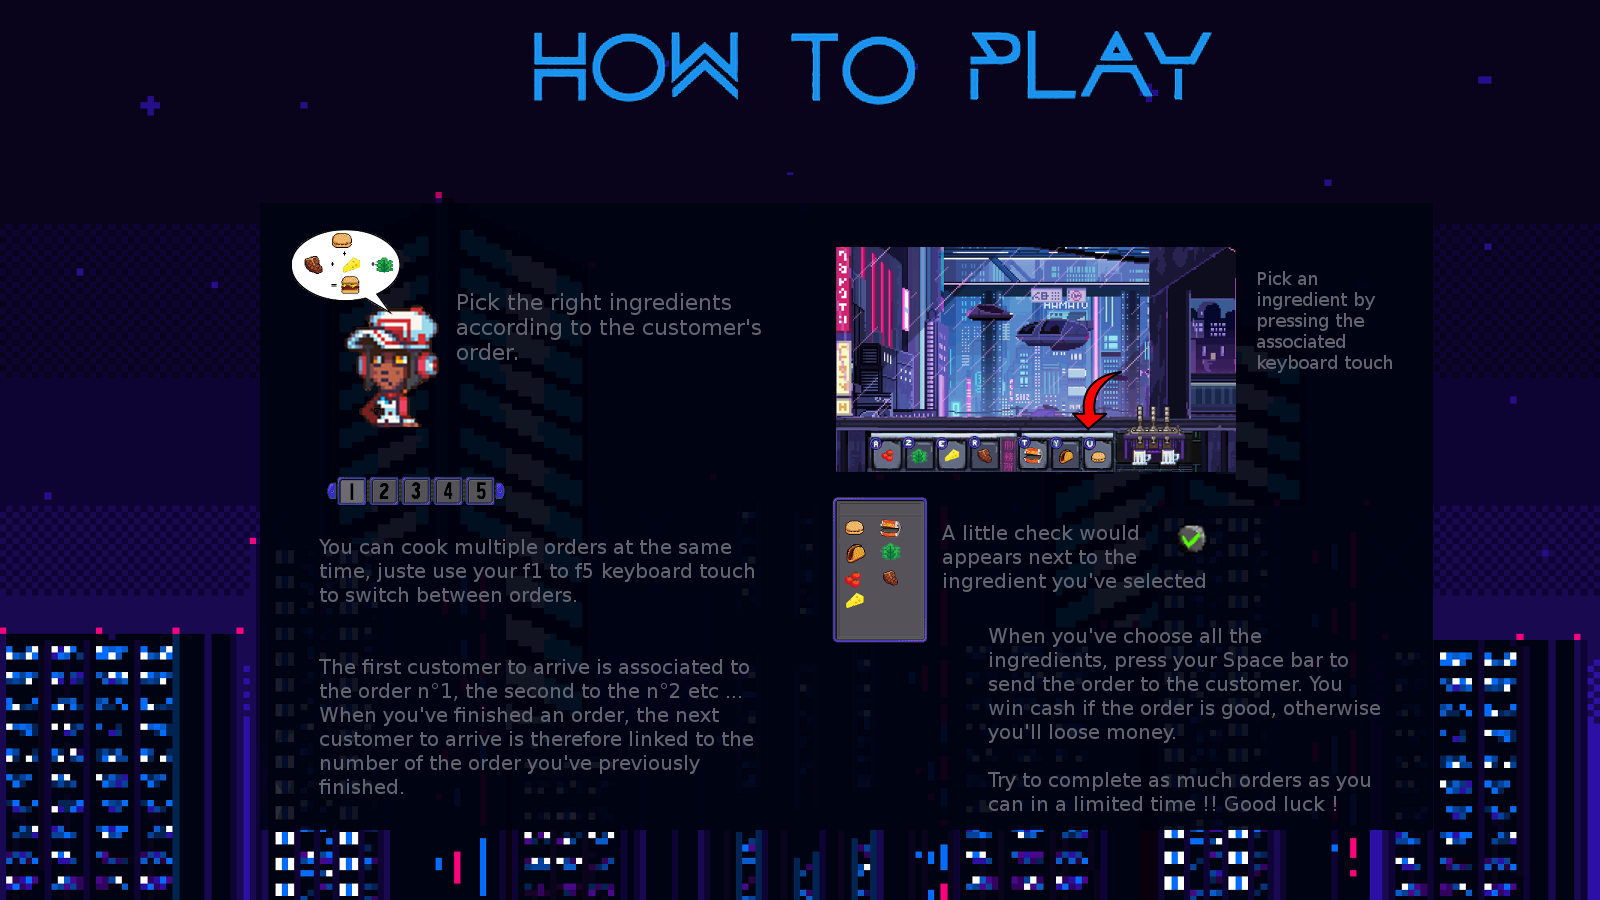 HOW TO PLAY
Pick the right ingredients
according to the customer's
order.
1 2 3 4 5
You can cook multiple orders at the same
time, juste use your f1 to f5 keyboard touch
to switch between orders.
The first customer to arrive is associated to
the order n°1, the second to the n°2 etc ...
When you've finished an order, the next
customer to arrive is therefore linked to the
number of the order you've previously
finished.
Pick an
ingredient by
pressing the
associated
keyboard touch
A Z E R T Y U
A little check would
appears next to the
ingredient you've selected
When you've choose all the
ingredients, press your Space bar to
send the order to the customer. You
win cash if the order is good, otherwise
you'll loose money.
Try to complete as much orders as you
can in a limited time !! Good luck !